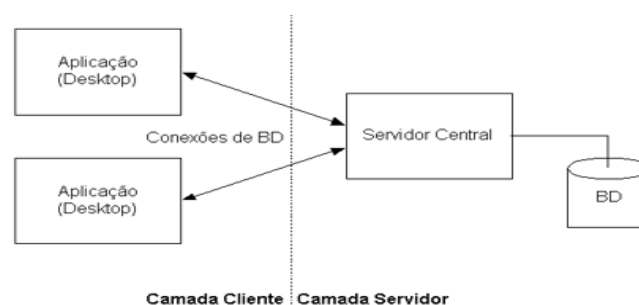 Aplicação
(Desktop)
Conexões de BD
Servidor Central
Aplicação
(Desktop)
BD
Camada Cliente
Camada Servidor